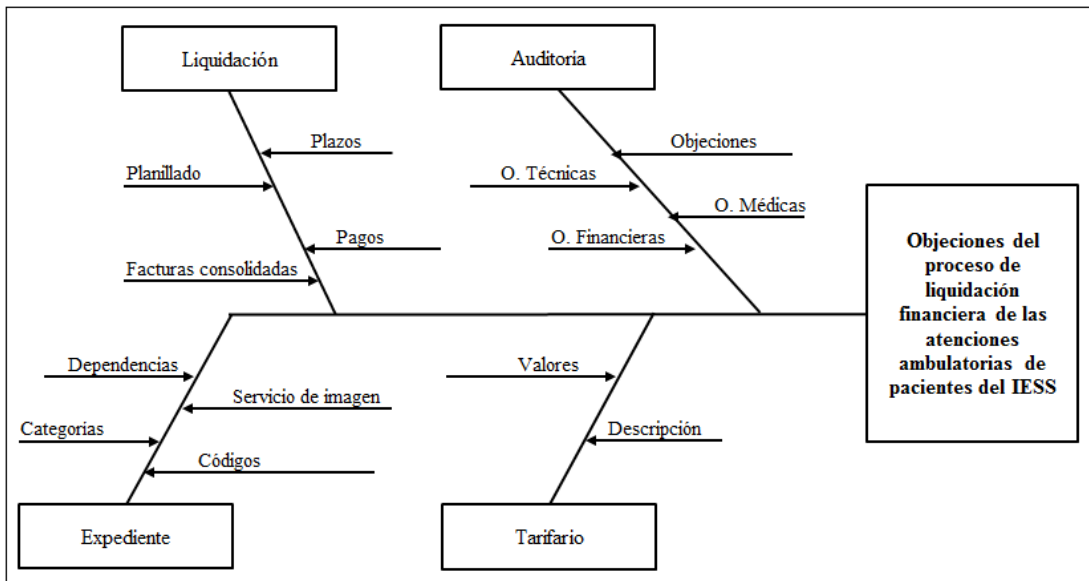 Liquidación
Auditoría
Plazos
Planillado
Pagos
Facturas consolidadas
Objeciones
O. Técnicas
O. Médicas
O. Financieras
Objeciones del
proceso de
liquidación
financiera de las
atenciones
ambulatorias de
pacientes del IESS
Dependencias
Servicio de imagen
Categorias
Códigos
Valores
Descripción
Expediente
Tarifario